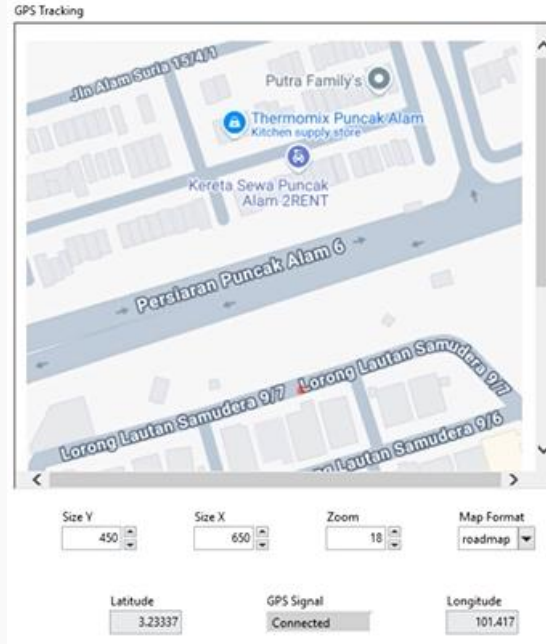 GPS Tracking
Jln Alam Suria 15/4/1
Putra Family's
Thermomix Puncak Alam
Kitchen supply store
Kereta Sewa Puncak
Alam 2RENT
Persiaran Puncak Alam 6
Lorong Lautan Samudera 9/7
Lorong Lautan Samudera 9/7
Lautan Samudera 9/6
Size Y
Size X
Zoom
Map Format
450
650
18
roadmap
Latitude
GPS Signal
Longitude
3.23337
Connected
101.417